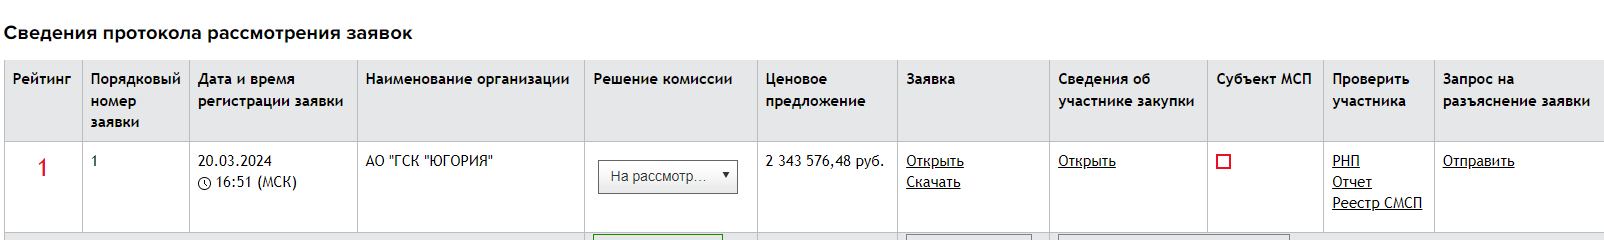 Сведения протокола рассмотрения заявок
Рейтинг
Порядковый
номер
заявки
Дата и время
регистрации заявки
Наименование организации
Решение комиссии
Ценовое
предложение
Заявка
Сведения об
участнике закупки
Субъект МСП
Проверить
участника
Запрос на
разъяснение заявки
1
1
20.03.2024
16:51 (МСК)
АО "ГСК "ЮГОРИЯ"
На рассмотр...
2 343 576,48 руб.
Открыть
Скачать
Открыть
РНП
Отчет
Реестр СМСП
Отправить